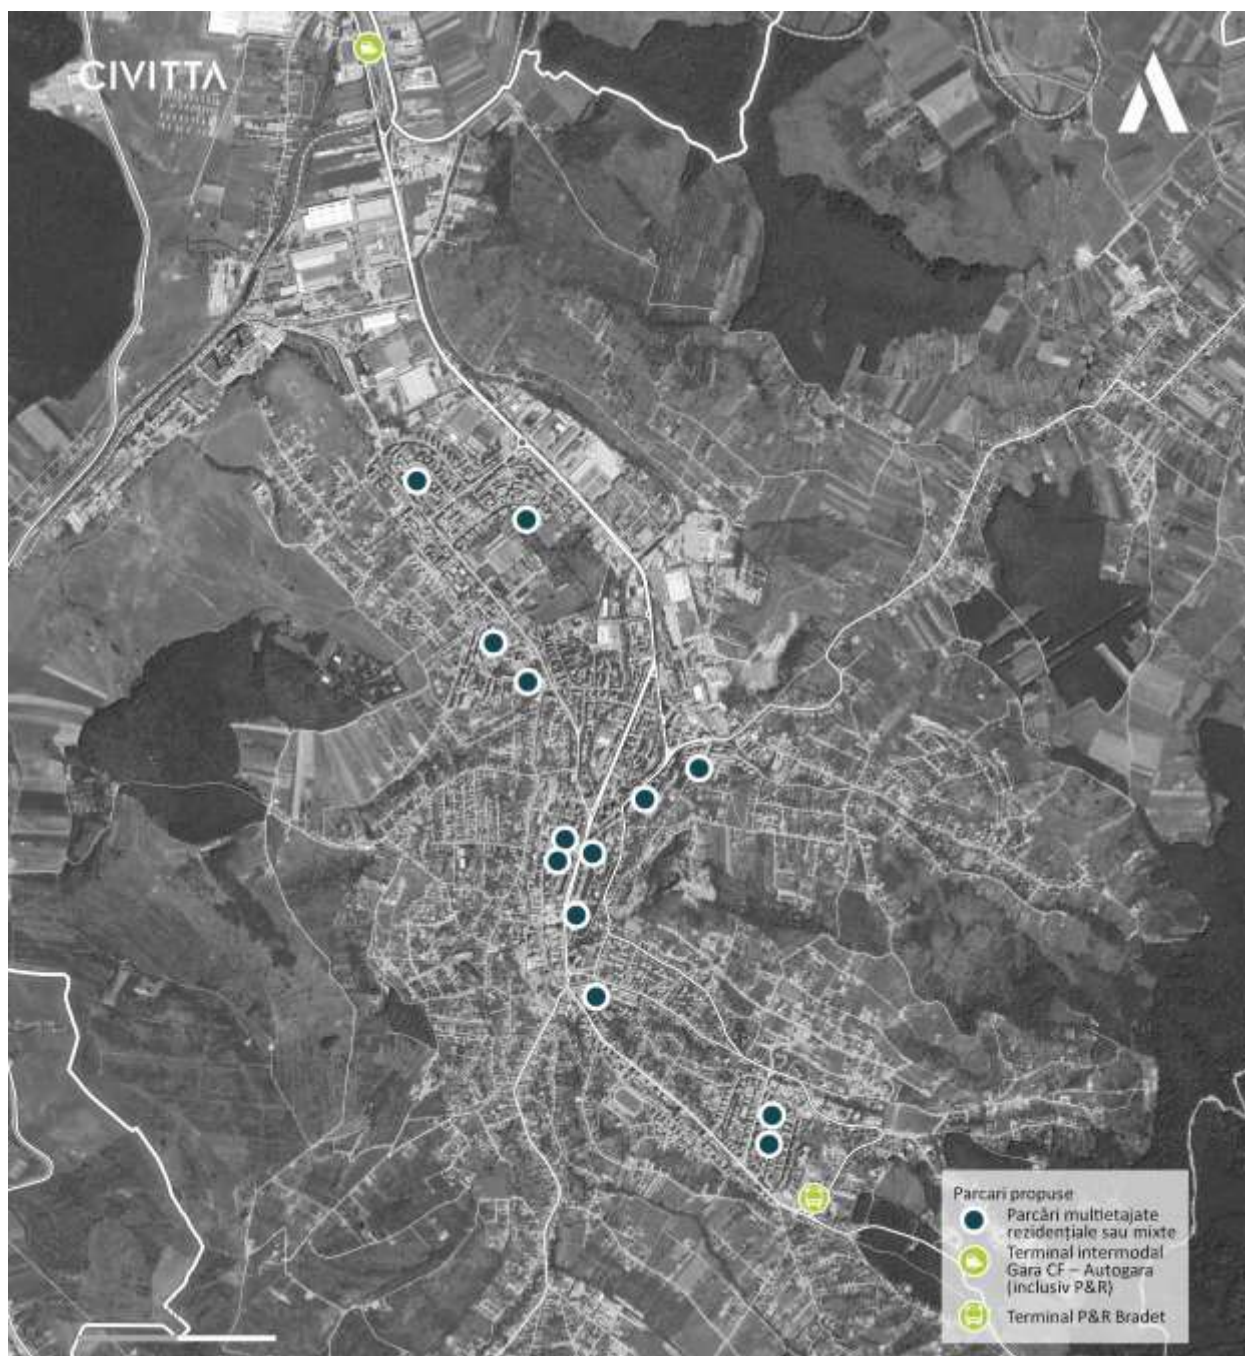 CIVITTA
Parcari propuse
Parcări multietajate
rezidențiale sau mixte
Terminal intermodal
Gara CF – Autogara
(inclusiv P&R)
Terminal P&R Bradet